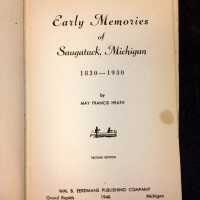 Early Memories
of
Saugatuck, Michigan
1830—1930
by
MAY FRANCIS HEATH
SECOND EDITION
WM. B. EERDMANS PUBLISHING COMPANY
Grand Rapids 1946 Michigan